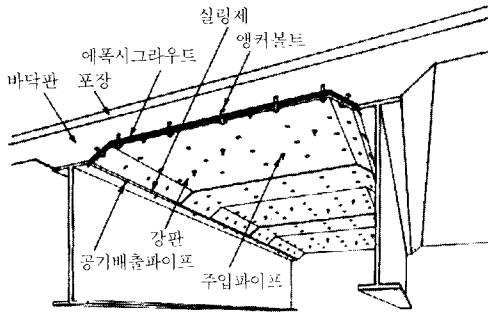 실링제
앵커볼트
에폭시그라우트
바닥판 포장
강판
공기배출파이프
주입파이프